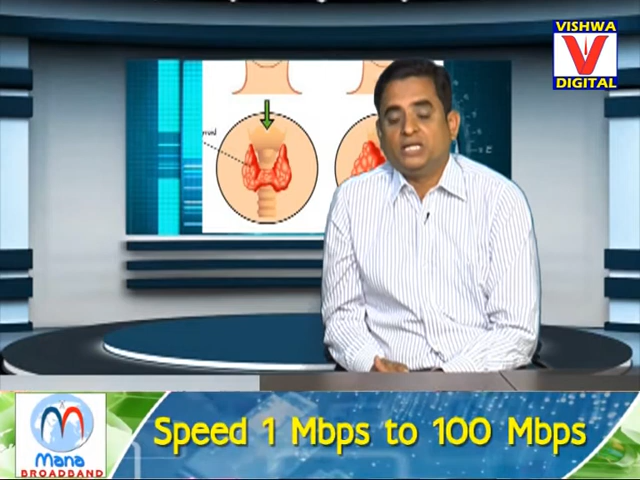 VISHWA
V
DIGITAL
Speed 1 Mbps to 100 Mbps
Mana
BROADBAND